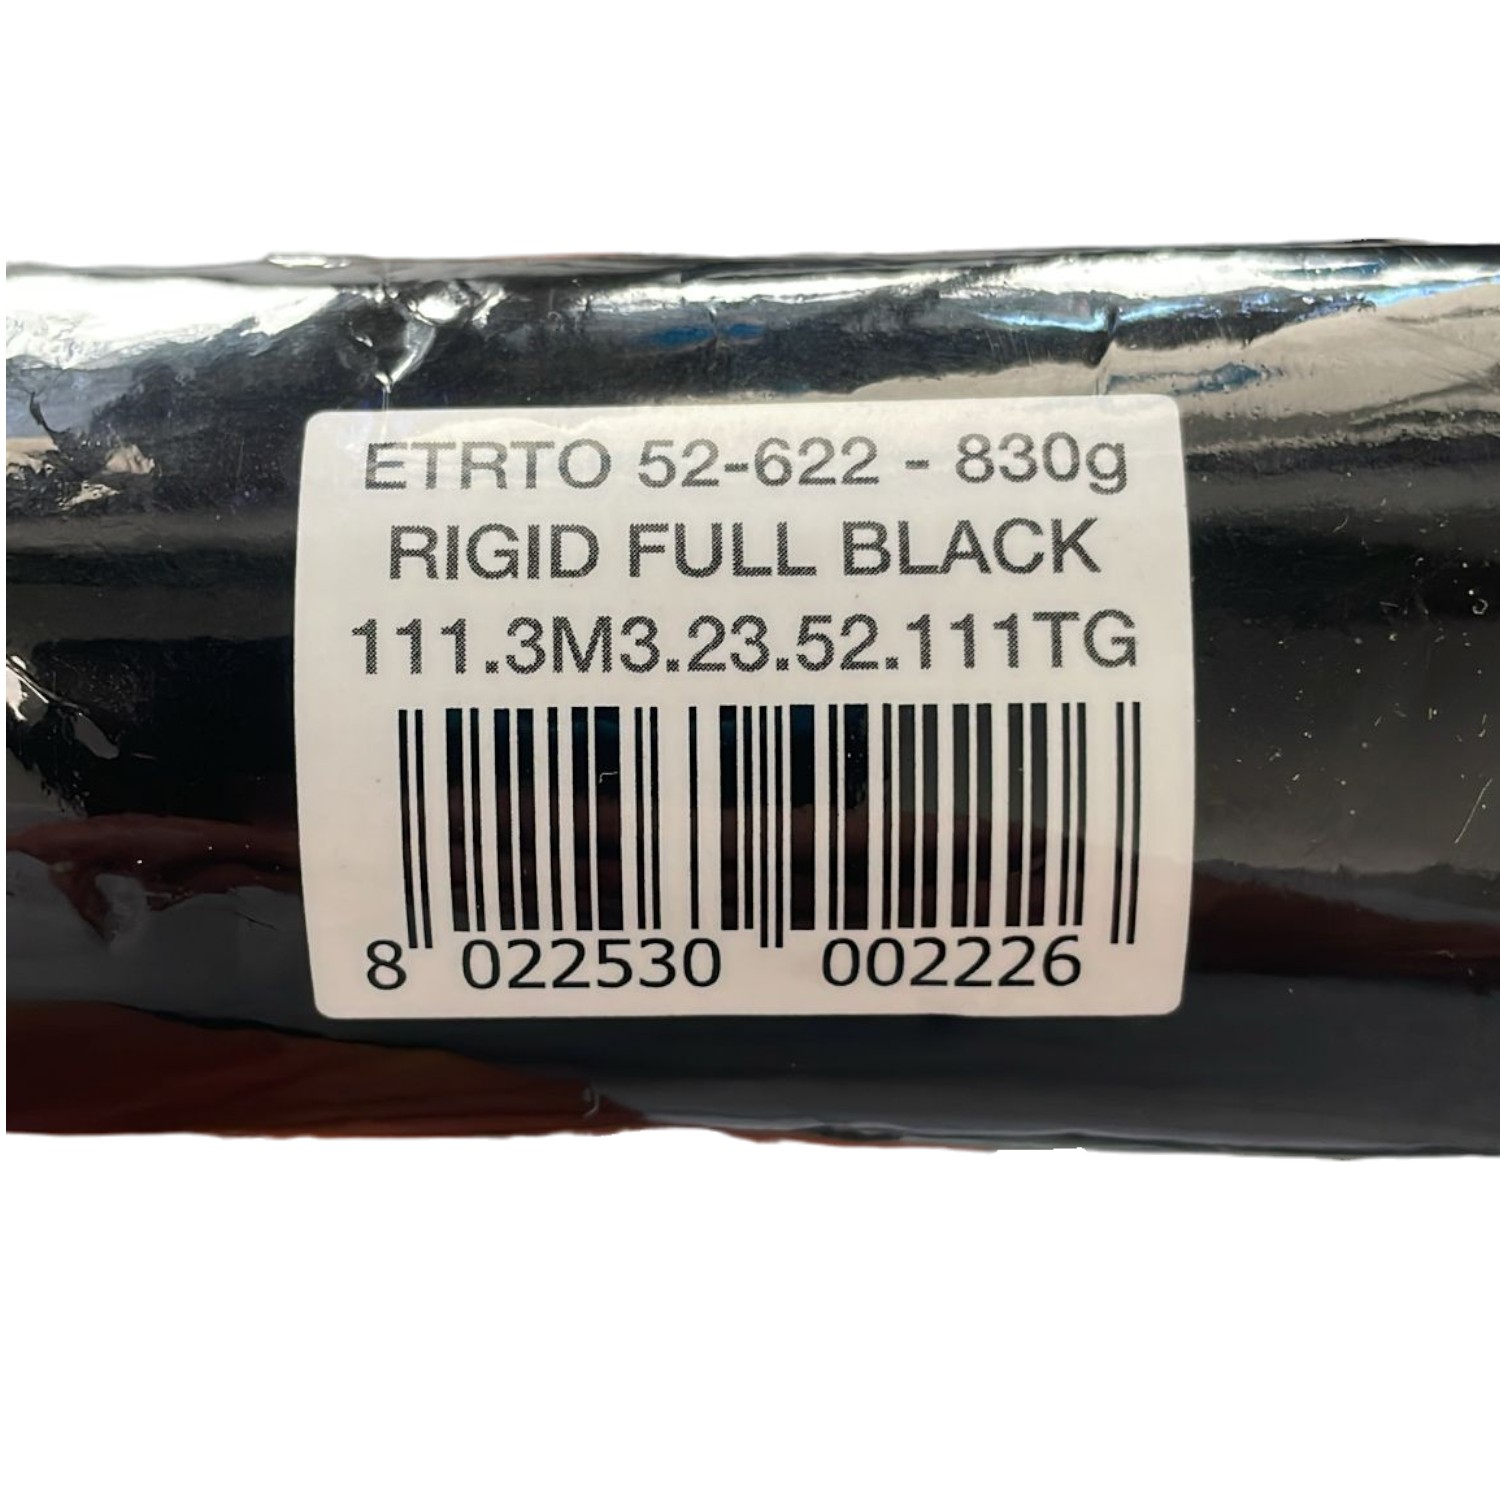 ETRTO 52-622 - 830g
RIGID FULL BLACK
111.3M3.23.52.111TG
8 022530 002226